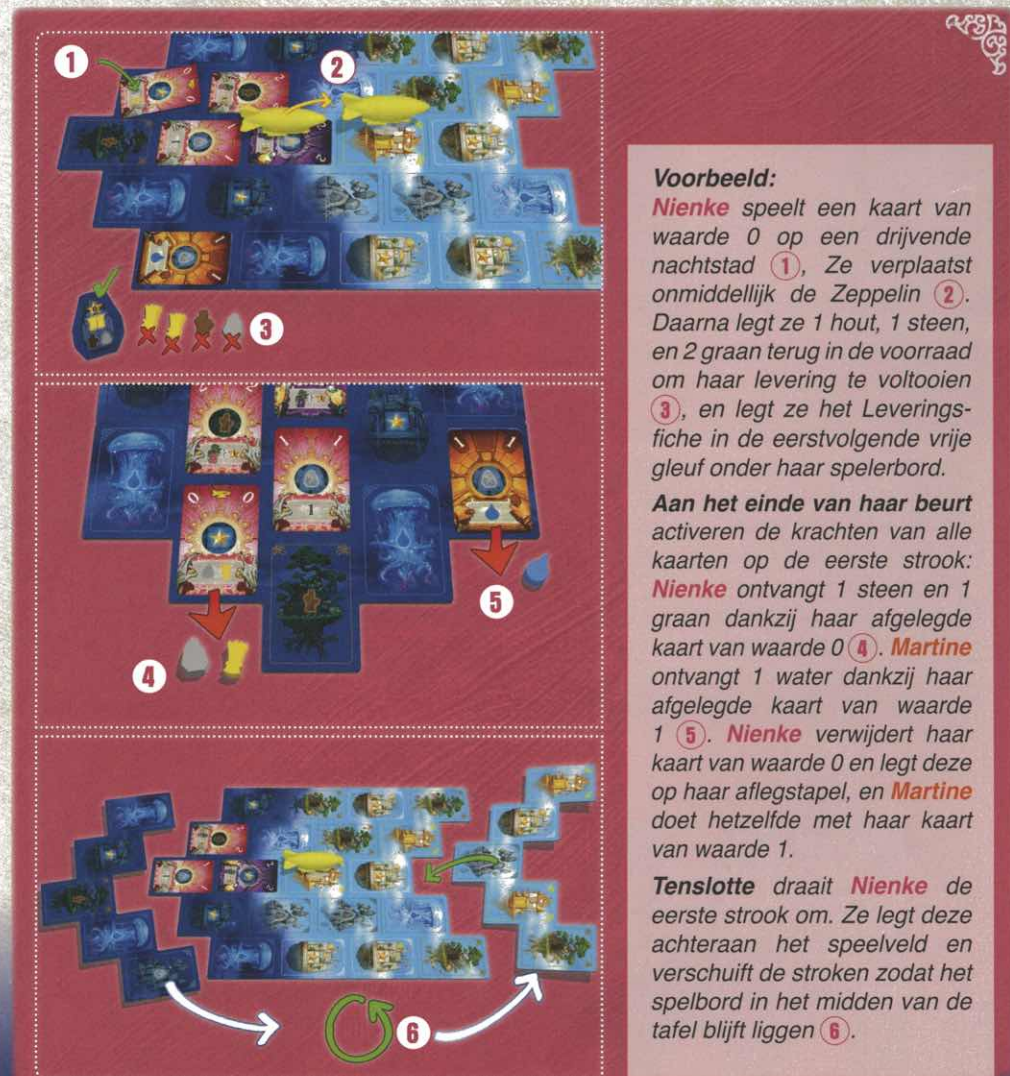 1
2
3
4
5
6
Voorbeeld:
Nienke speelt een kaart van
waarde 0 op een drijvende
nachtstad 1, Ze verplaatst
onmiddellijk de Zeppelin 2.
Daarna legt ze 1 hout, 1 steen,
en 2 graan terug in de voorraad
om haar levering te voltooien
3, en legt ze het Leverings-
fiche in de eerstvolgende vrije
gleuf onder haar spelerbord.
Aan het einde van haar beurt
activeren de krachten van alle
kaarten op de eerste strook:
Nienke ontvangt 1 steen en 1
graan dankzij haar afgelegde
kaart van waarde 0 4. Martine
ontvangt 1 water dankzij haar
afgelegde kaart van waarde
1 5. Nienke verwijdert haar
kaart van waarde 0 en legt deze
op haar aflegstapel, en Martine
doet hetzelfde met haar kaart
van waarde 1.
Tenslotte draait Nienke de
eerste strook om. Ze legt deze
achteraan het speelveld en
verschuift de stroken zodat het
spelbord in het midden van de
tafel blijft liggen 6.